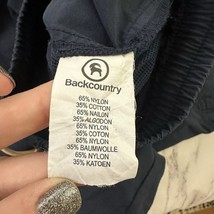 Backcountry
65% NYLON
35% COTTON
65% NAILON
35% ALGODÓN
65% NYLON
35% COTON
65% NYLON
35% BAUMWOLLE
65% NYLON
35% KATOEN